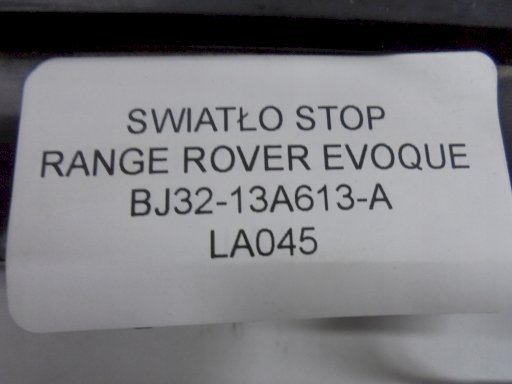 SWIATŁO STOP
RANGE ROVER EVOQUE
BJ32-13A613-A
LA045